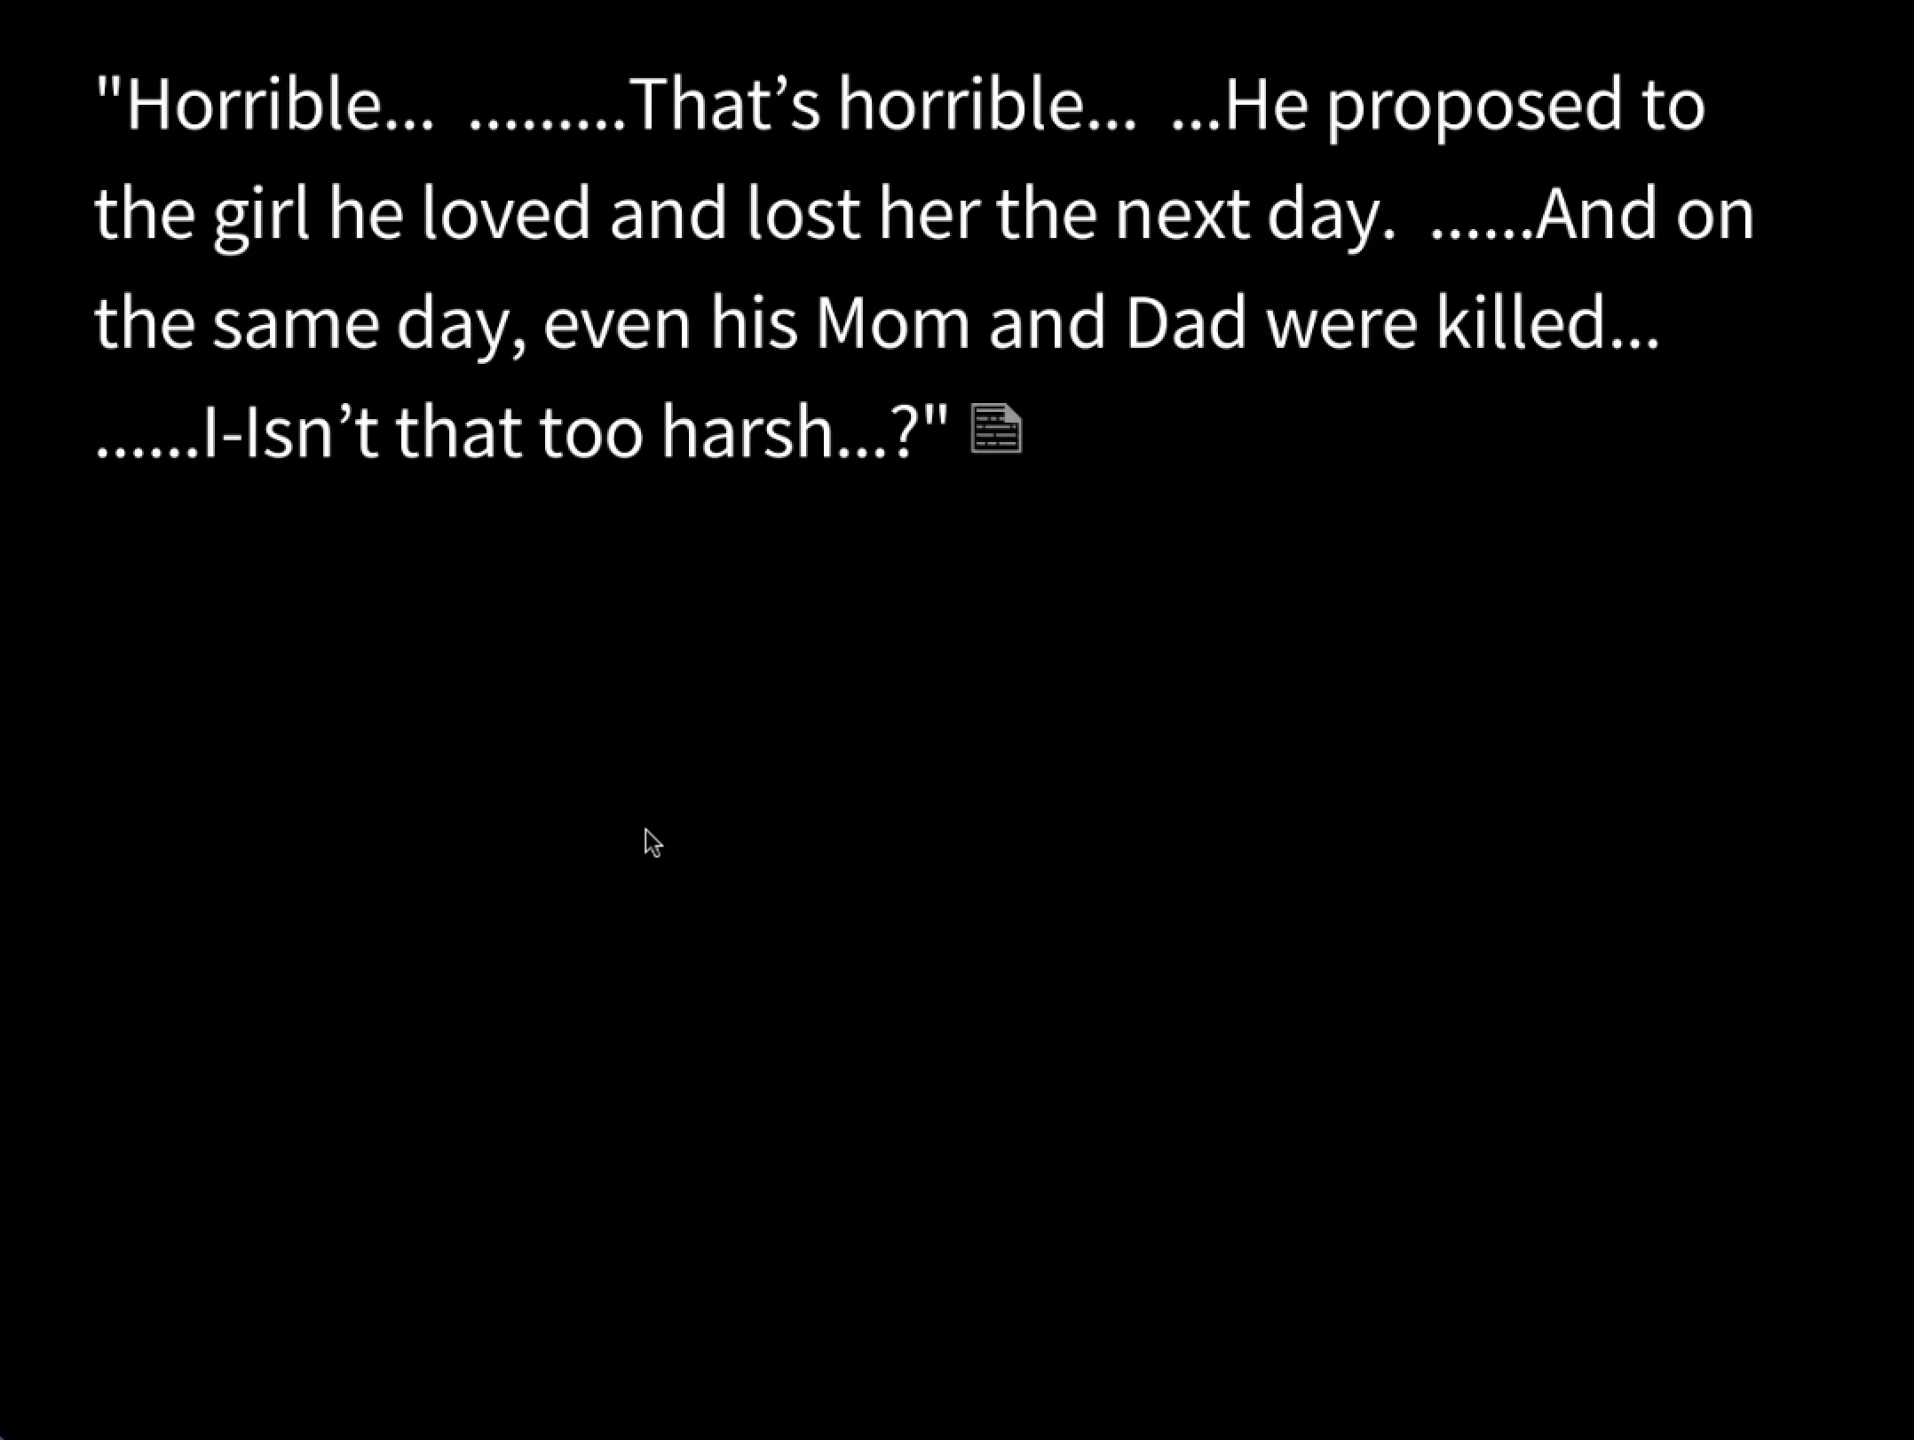 "Horrible...  .........That’s horrible...  ...He proposed to
the girl he loved and lost her the next day.  ......And on
the same day, even his Mom and Dad were killed...
......I-Isn’t that too harsh...?"